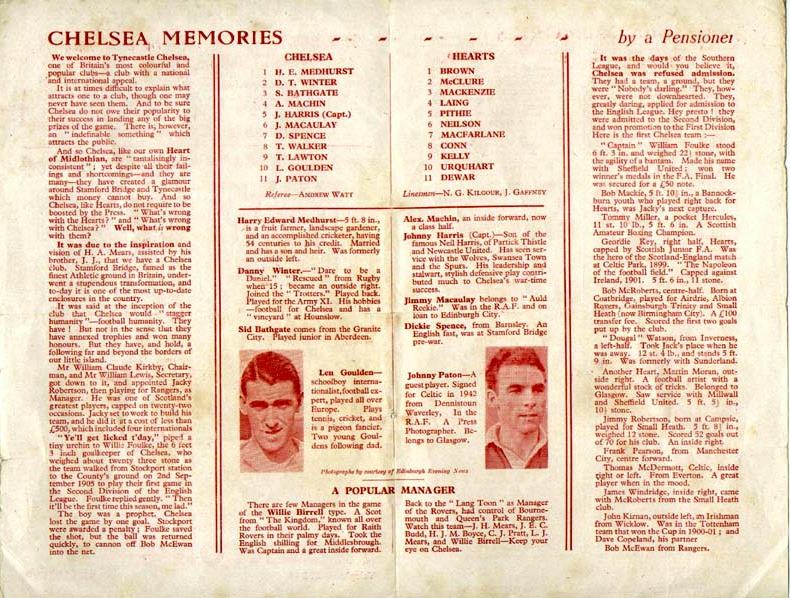 CHELSEA MEMORIES - - - - - by a Pensioner
We welcome to Tynecastle Chelsea,
one of Britain's most colourful and
popular clubs—a club with a national
and international appeal.
It is at times difficult to explain what
attracts one to a club, though one may
never have seen them. And to be sure
Chelsea do not owe their popularity to
their success in landing any of the big
prizes of the game. There is, however,
an "indefinable something" which
attracts the public.
And so Chelsea, like our own Heart
of Midlothian, are "tantalisingly in-
consistent"; yet despite all their fail-
ings and shortcomings—and they are
many—they have created a glamour
around Stamford Bridge and Tynecastle
which money cannot buy. And so
Chelsea, like Hearts, do not require to be
boosted by the Press. "What's wrong
with the Hearts?" and "What's wrong
with Chelsea?" Well, what is wrong
with them?
It was due to the inspiration and
vision of H. A. Mears, assisted by his
brother, J. J., that we have a Chelsea
club. Stamford Bridge, famed as the
finest Athletic ground in Britain, under-
went a stupendous transformation, and
to-day it is one of the most up-to-date
enclosures in the country.
It was said at the inception of the
club that Chelsea would "stagger
humanity"—football humanity. They
have! But not in the sense that they
have annexed trophies and won many
honours. But they have, and hold, a
following far and beyond the borders of
our little island.
Mr William Claude Kirkby, Chair-
man, and Mr William Lewis, Secretary,
got down to it, and appointed Jacky
Robertson, then playing for Rangers, as
Manager. He was one of Scotland's
greatest players, capped on twenty-two
occasions. Jacky set to work to build his
team, and he did it at a cost of less than
£500, which included four internationals.
"Ye'll get licked t'day," piped a
tiny urchin to Willie Foulke, the 6 feet
3 inch goalkeeper of Chelsea, who
weighed about twenty three stone as
the team walked from Stockport station
to the County's ground on 2nd Sep-
tember 1905 to play their first game in
the Second Division of the English
League. Foulke replied gently, "Then
it'll be the first time this season, me lad."
The boy was a prophet. Chelsea
lost the game by one goal. Stockport
were awarded a penalty; Foulke saved
the shot, but the ball was returned
quickly, to cannon off Bob McEwan
into the net.
CHELSEA
1 H. E. MEDHURST
2 D. T. WINTER
3 S. BATHGATE
4 A. MACHIN
5 J. HARRIS (Capt.)
6 J. MACAULAY
7 D. SPENCE
8 T. WALKER
9 T. LAWTON
10 L. GOULDEN
11 J. PATON
Referee—ANDREW WATT
HEARTS
1 BROWN
2 McCLURE
3 MACKENZIE
4 LAING
5 PITHIE
6 NEILSON
7 MACFARLANE
8 CONN
9 KELLY
10 URQUHART
11 DEWAR
Linesmen—N. G. KILGOUR, J. GAFFNEY
Harry Edward Medhurst—5 ft. 8 in.,
is a fruit farmer, landscape gardener,
and an accomplished cricketer, having
54 centuries to his credit. Married
and has a son and heir. Was formerly
an outside left.
Danny Winter.—"Dare to be a
Daniel." "Rescued" from Rugby
when 15; became an outside right.
Joined the "Trotters." Played back.
Played for the Army XI. His hobbies
—football for Chelsea and has a
"vineyard" at Hounslow.
Sid Bathgate comes from the Granite
City. Played junior in Aberdeen.
Len Goulden—
schoolboy inter-
nationalist, football ex-
pert, played all over
Europe. Plays
tennis, cricket, and
is a pigeon fancier.
Two young Goul-
dens following dad.
Alex. Machin, an inside forward, now
a class half.
Johnny Harris (Capt.)—Son of the
famous Neil Harris, of Partick Thistle
and Newcastle United. Has seen ser-
vice with the Wolves, Swansea Town
and the Spurs. His leadership and
stalwart, stylish defensive play contri-
buted much to Chelsea's war-time
success.
Jimmy Macaulay belongs to "Auld
Reekie." Was in the R.A.F. and on
loan to Edinburgh City.
Dickie Spence, from Barnsley. An
English fast, was at Stamford Bridge
pre-war.
Johnny Paton—A
guest player. Signed
for Celtic in 1942
from Dennistoun
Waverley. In the
R.A.F. A Press
Photographer. Be-
longs to Glasgow.
Photographs by courtesy of Edinburgh Evening News
A POPULAR MANAGER
There are few Managers in the game
of the Willie Birrell type. A Scot
from "The Kingdom," known all over
the football world. Played for Raith
Rovers in their palmy days. Took the
English shilling for Middlesbrough.
Was Captain and a great inside forward.
Back to the "Lang Toon" as Manager
of the Rovers, had control of Bourne-
mouth and Queen's Park Rangers.
Watch this team—J. H. Mears, J. E. C.
Budd, H. J. M. Boyce, C. J. Pratt, L. J.
Mears, and Willie Birrell—Keep your
eye on Chelsea.
It was the days of the Southern
League, and would you believe it,
Chelsea was refused admission.
They had a team, a ground, but they
were "Nobody's darling." They, how-
ever, were not downhearted. They,
greatly daring, applied for admission to
the English League. Hey presto! they
were admitted to the Second Division,
and won promotion to the First Division
Here is the first Chelsea team :—
"Captain" William Foulke stood
6 ft. 3 in. and weighed 22½ stone, with
the agility of a bantam. Made his name
with Sheffield United; won two
winner's medals in the F.A. Final. He
was secured for a £50 note.
Bob Mackie, 5 ft. 10½ in., a Bannock-
burn youth who played right back for
Hearts, was Jacky's next capture.
Tommy Miller, a pocket Hercules,
11 st. 10 lb., 5 ft. 6 in. A Scottish
Amateur Boxing Champion.
Geordie Key, right half, Hearts,
capped by Scottish Junior F.A. Was
the hero of the Scotland-England match
at Celtic Park, 1899. "The Napoleon
of the football field." Capped against
Ireland, 1901. 5 ft. 6 in., 11 stone.
Bob McRoberts, centre-half. Born at
Coatbridge, played for Airdrie, Albion
Rovers, Gainsborough Trinity and Small
Heath (now Birmingham City). A £100
transfer fee. Scored the first two goals
put up by the club.
"Dougal" Watson, from Inverness,
a left-half. Took Jack's place when he
was away. 12 st. 4 lb., and stands 5 ft.
9 in. Was formerly with Sunderland.
Another Heart, Martin Moran, out-
side right. A football artist with a
wonderful stock of tricks. Belonged to
Glasgow. Saw service with Millwall
and Sheffield United. 5 ft. 5½ in.,
10½ stone.
Jimmy Robertson, born at Campsie,
played for Small Heath. 5 ft. 8½ in.,
weighed 12 stone. Scored 52 goals out
of 70 for his club. An inside right.
Frank Pearson, from Manchester
City, centre forward.
Thomas McDermott, Celtic, inside
right or left. From Everton. A great
player when in the mood.
James Windridge, inside right, came
with McRoberts from the Small Heath
club.
John Kirnan, outside left, an Irishman
from Wicklow. Was in the Tottenham
team that won the Cup in 1900-01; and
Dave Copeland, his partner
Bob McEwan from Rangers.